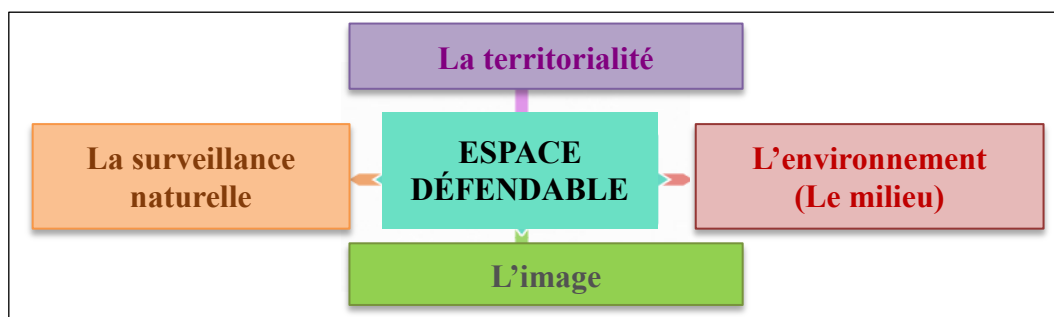 La territorialité
La surveillance
naturelle
ESPACE
DÉFENDABLE
L’environnement
(Le milieu)
L’image